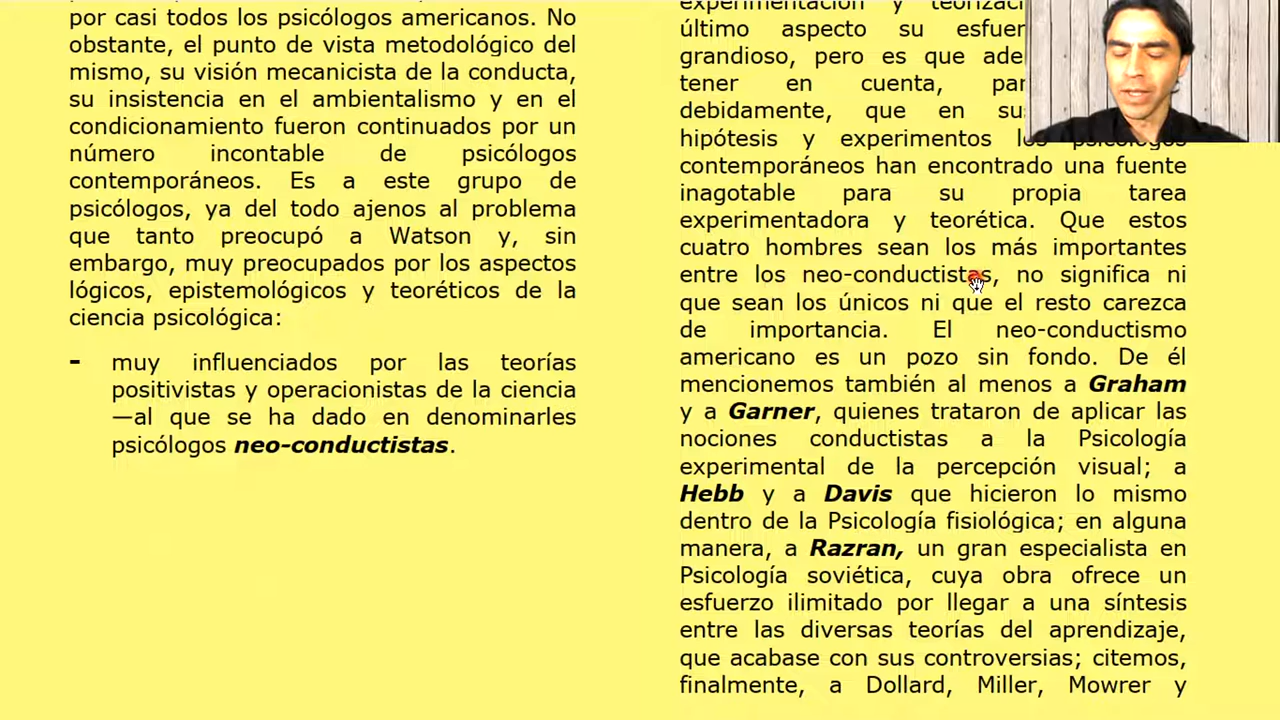 por casi todos los psicólogos americanos. No
obstante, el punto de vista metodológico del
mismo, su visión mecanicista de la conducta,
su insistencia en el ambientalismo y en el
condicionamiento fueron continuados por un
número incontable de psicólogos
contemporáneos. Es a este grupo de
psicólogos, ya del todo ajenos al problema
que tanto preocupó a Watson y, sin
embargo, muy preocupados por los aspectos
lógicos, epistemológicos y teoréticos de la
ciencia psicológica:
- muy influenciados por las teorías
positivistas y operacionistas de la ciencia
—al que se ha dado en denominarles
psicólogos neo-conductistas.
experimentación y
último aspecto su
grandioso, pero es que
tener en cuenta,
debidamente, que en
hipótesis y experimentos los psicólogos
contemporáneos han encontrado una fuente
inagotable para su propia tarea
experimentadora y teorética. Que estos
cuatro hombres sean los más importantes
entre los neo-conductistas, no significa ni
que sean los únicos ni que el resto carezca
de importancia. El neo-conductismo
americano es un pozo sin fondo. De él
mencionemos también al menos a Graham
y a Garner, quienes trataron de aplicar las
nociones conductistas a la Psicología
experimental de la percepción visual; a
Hebb y a Davis que hicieron lo mismo
dentro de la Psicología fisiológica; en alguna
manera, a Razran, un gran especialista en
Psicología soviética, cuya obra ofrece un
esfuerzo ilimitado por llegar a una síntesis
entre las diversas teorías del aprendizaje,
que acabase con sus controversias; citemos,
finalmente, a Dollard, Miller, Mowrer y